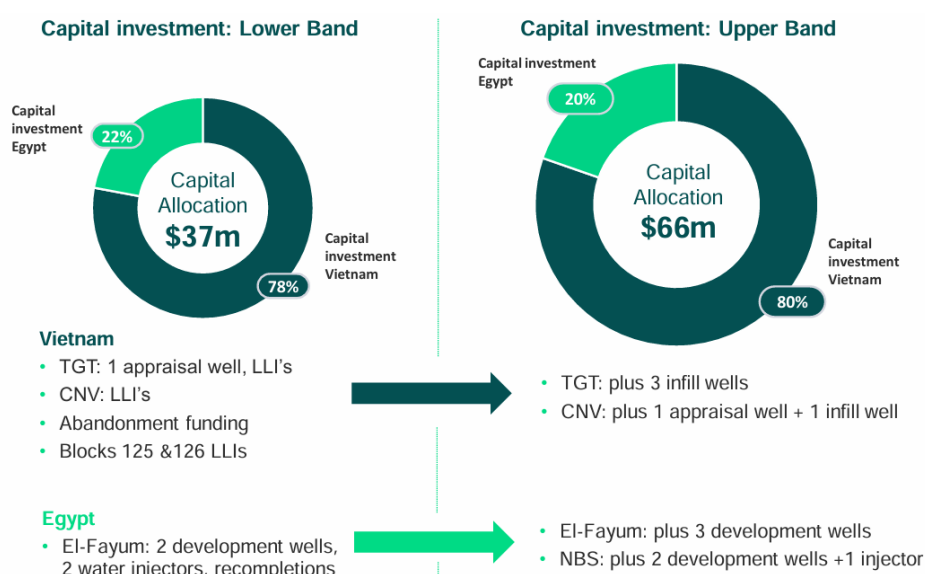 Capital investment: Lower Band
Capital investment
Egypt
22%
Capital
Allocation
$37m
Capital
investment
Vietnam
78%
Vietnam
• TGT: 1 appraisal well, LLI’s
• CNV: LLI’s
• Abandonment funding
• Blocks 125 &126 LLIs
Egypt
• El-Fayum: 2 development wells,
2 water injectors, recompletions
Capital investment: Upper Band
Capital investment
Egypt
20%
Capital
Allocation
$66m
Capital
investment
Vietnam
80%
• TGT: plus 3 infill wells
• CNV: plus 1 appraisal well + 1 infill well
• El-Fayum: plus 3 development wells
• NBS: plus 2 development wells +1 injector